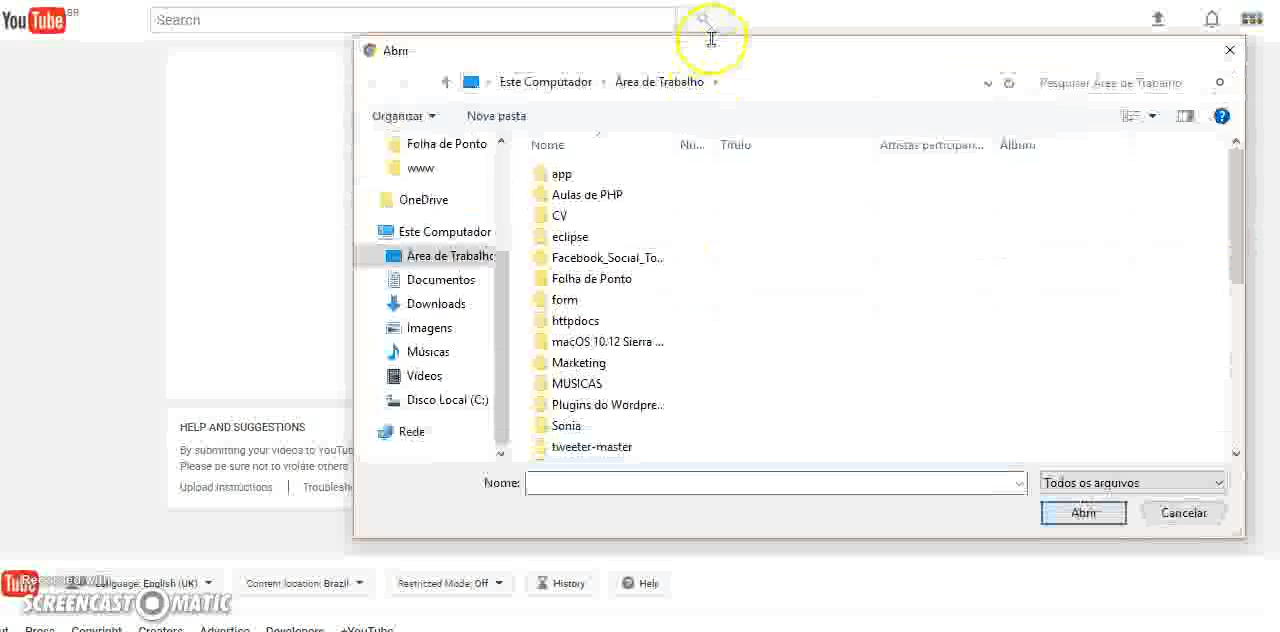 YouTube BR
Search
Abrir
Este Computador
Área de Trabalho
Pesquisar Área de Trabalho
Organizar
Nova pasta
Folha de Ponto
www
OneDrive
Este Computador
Área de Trabalho
Documentos
Downloads
Imagens
Músicas
Vídeos
Disco Local (C:)
Rede
Nome Nú... Título Artistas participan... Álbum
app
Aulas de PHP
CV
eclipse
Facebook_Social_To...
Folha de Ponto
form
httpdocs
macOS 10.12 Sierra ...
Marketing
MUSICAS
Plugins do Wordpre...
Sonia
tweeter-master
Nome:
Todos os arquivos
Abrir
Cancelar
HELP AND SUGGESTIONS
By submitting your videos to YouTub
Please be sure not to violate others
Upload Instructions
Troublesh
Tube
Language: English (UK)
Content location: Brazil
Restricted Mode: Off
History
Help
Recorded with
SCREENCAST MATIC
ut Press Copyright Creators Advertise Developers +YouTube